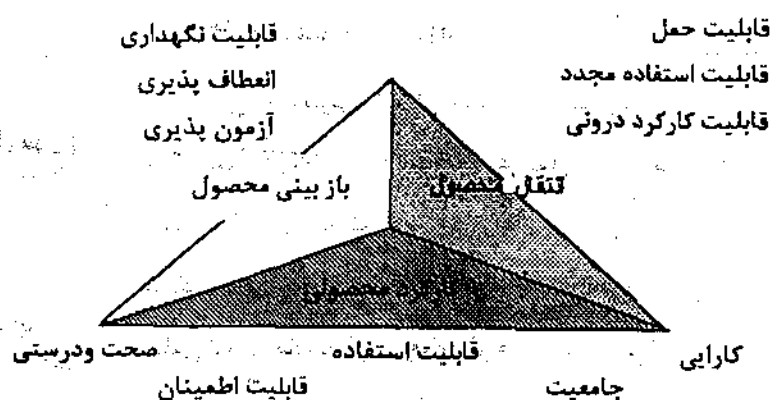 قابلیت حمل
قابلیت استفاده مجدد
قابلیت کارکرد درونی
قابلیت نگهداری
انعطاف پذیری
آزمون پذیری
باز بینی محصول
انتقال محصول
کارکرد محصولی
صحت ودرستی
قابلیت استفاده
کارایی
قابلیت اطمینان
جامعیت